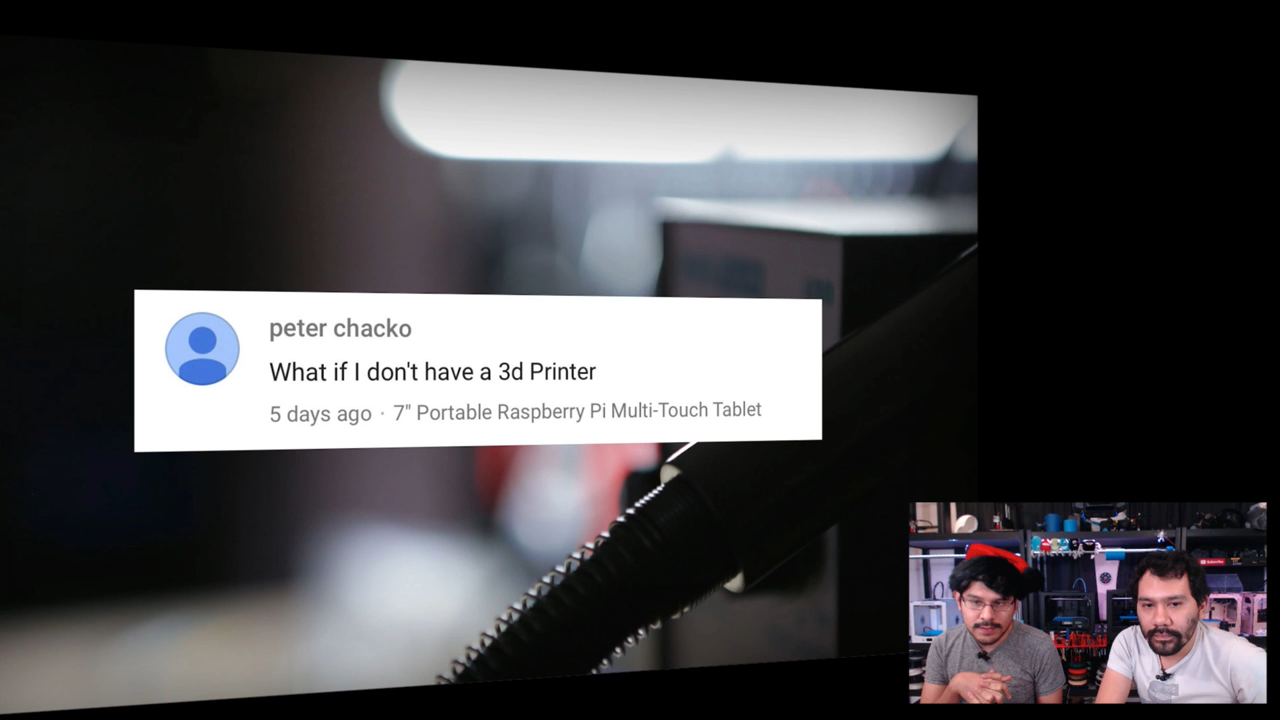 peter chacko
What if I don't have a 3d Printer
5 days ago · 7" Portable Raspberry Pi Multi-Touch Tablet